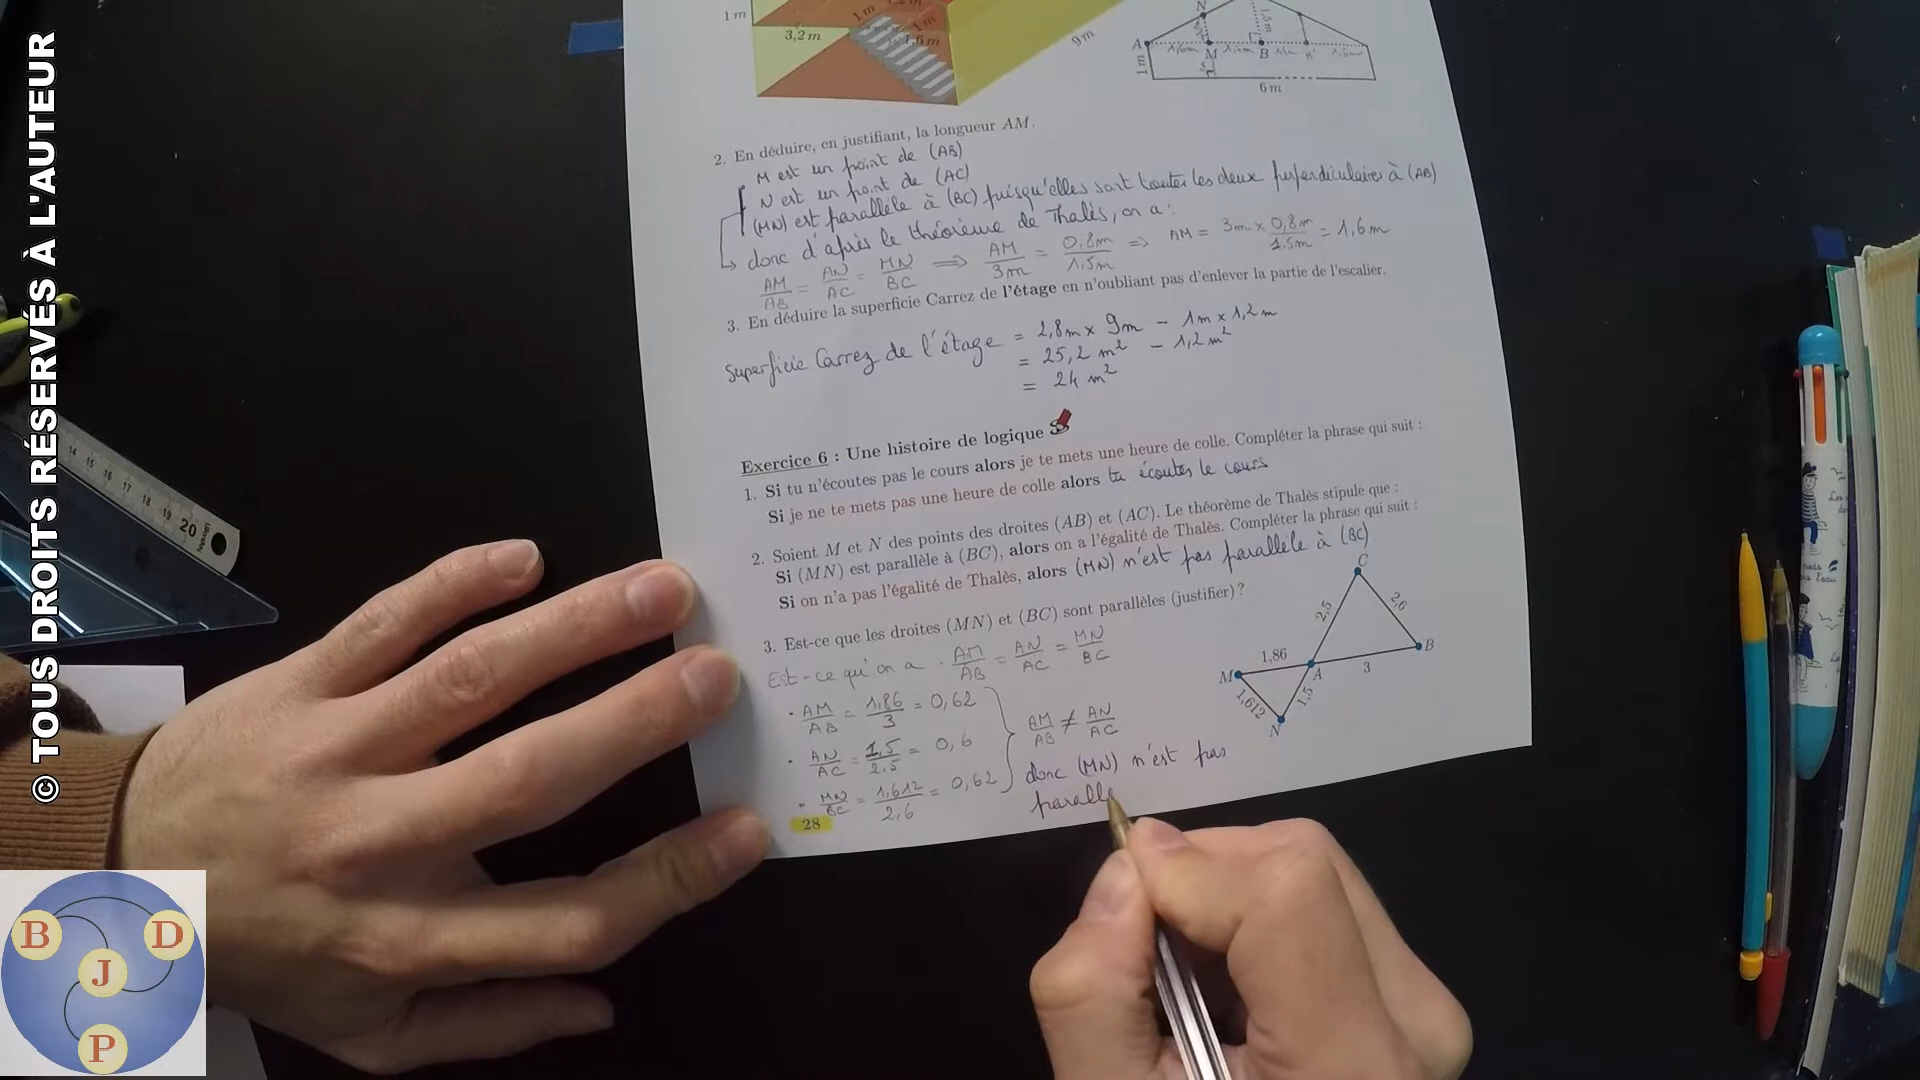 © TOUS DROITS RÉSERVÉS À L'AUTEUR
1 m
3,2 m
1 m
1 m
1,6 m
9 m
N
A
M
B
1,5m
1 m
6 m
2. En déduire, en justifiant, la longueur AM.
M est un point de (AB)
N est un point de (AC)
(MN) est parallèle à (BC) puisqu'elles sont toutes les deux perpendiculaires à (AB)
donc d'après le théorème de Thalès, on a :
AM/AB = AN/AC = MN/BC ⟹ AM/3m = 0,8m/1,5m ⟹ AM = 3m × 0,8m/1,5m = 1,6m
3. En déduire la superficie Carrez de l'étage en n'oubliant pas d'enlever la partie de l'escalier.
Superficie Carrez de l'étage = 2,8m × 9m - 1m × 1,2m
= 25,2 m² - 1,2 m²
= 24 m²
Exercice 6 : Une histoire de logique
1. Si tu n'écoutes pas le cours alors je te mets une heure de colle. Compléter la phrase qui suit :
Si je ne te mets pas une heure de colle alors tu écoutes le cours
2. Soient M et N des points des droites (AB) et (AC). Le théorème de Thalès stipule que :
Si (MN) est parallèle à (BC), alors on a l'égalité de Thalès. Compléter la phrase qui suit :
Si on n'a pas l'égalité de Thalès, alors (MN) n'est pas parallèle à (BC)
3. Est-ce que les droites (MN) et (BC) sont parallèles (justifier) ?
Est-ce qu'on a . AM/AB = AN/AC = MN/BC
. AM/AB = 1,86/3 = 0,62
. AN/AC = 1,5/2,5 = 0,6
. MN/BC = 1,612/2,6 = 0,62
AM/AB ≠ AN/AC
donc (MN) n'est pas
parallè
C
2,5
2,6
B
1,86
A
3
M
1,612
1,5
N
28
14 15 16 17 18 19 20
B
D
J
P